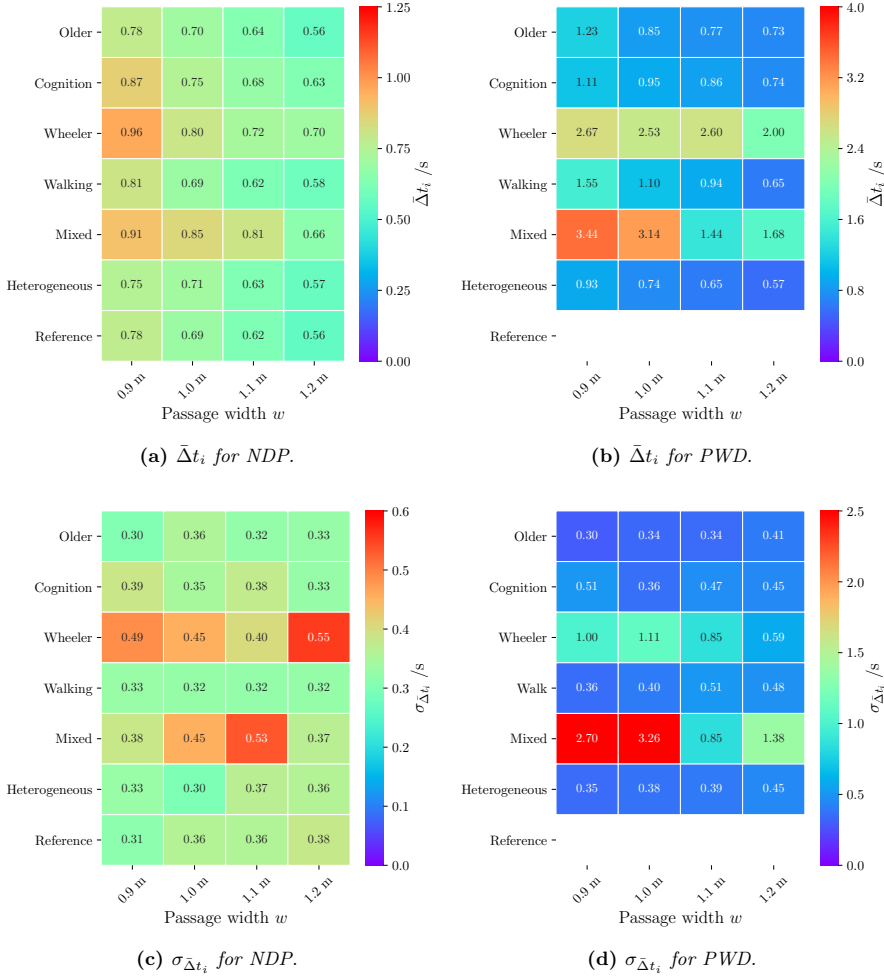 Older 0.78 0.70 0.64 0.56
Cognition 0.87 0.75 0.68 0.63
Wheeler 0.96 0.80 0.72 0.70
Walking 0.81 0.69 0.62 0.58
Mixed 0.91 0.85 0.81 0.66
Heterogeneous 0.75 0.71 0.63 0.57
Reference 0.78 0.69 0.62 0.56
0.9 m 1.0 m 1.1 m 1.2 m
Passage width w
1.25
1.00
0.75
0.50
0.25
0.00
Δ̄t_i /s
(a) Δ̄t_i for NDP.
Older 1.23 0.85 0.77 0.73
Cognition 1.11 0.95 0.86 0.74
Wheeler 2.67 2.53 2.60 2.00
Walking 1.55 1.10 0.94 0.65
Mixed 3.44 3.14 1.44 1.68
Heterogeneous 0.93 0.74 0.65 0.57
Reference
0.9 m 1.0 m 1.1 m 1.2 m
Passage width w
4.0
3.2
2.4
1.6
0.8
0.0
Δ̄t_i /s
(b) Δ̄t_i for PWD.
Older 0.30 0.36 0.32 0.33
Cognition 0.39 0.35 0.38 0.33
Wheeler 0.49 0.45 0.40 0.55
Walking 0.33 0.32 0.32 0.32
Mixed 0.38 0.45 0.53 0.37
Heterogeneous 0.33 0.30 0.37 0.36
Reference 0.31 0.36 0.36 0.38
0.9 m 1.0 m 1.1 m 1.2 m
Passage width w
0.6
0.5
0.4
0.3
0.2
0.1
0.0
σ_Δ̄t_i /s
(c) σ_Δ̄t_i for NDP.
Older 0.30 0.34 0.34 0.41
Cognition 0.51 0.36 0.47 0.45
Wheeler 1.00 1.11 0.85 0.59
Walk 0.36 0.40 0.51 0.48
Mixed 2.70 3.26 0.85 1.38
Heterogeneous 0.35 0.38 0.39 0.45
Reference
0.9 m 1.0 m 1.1 m 1.2 m
Passage width w
2.5
2.0
1.5
1.0
0.5
0.0
σ_Δ̄t_i /s
(d) σ_Δ̄t_i for PWD.